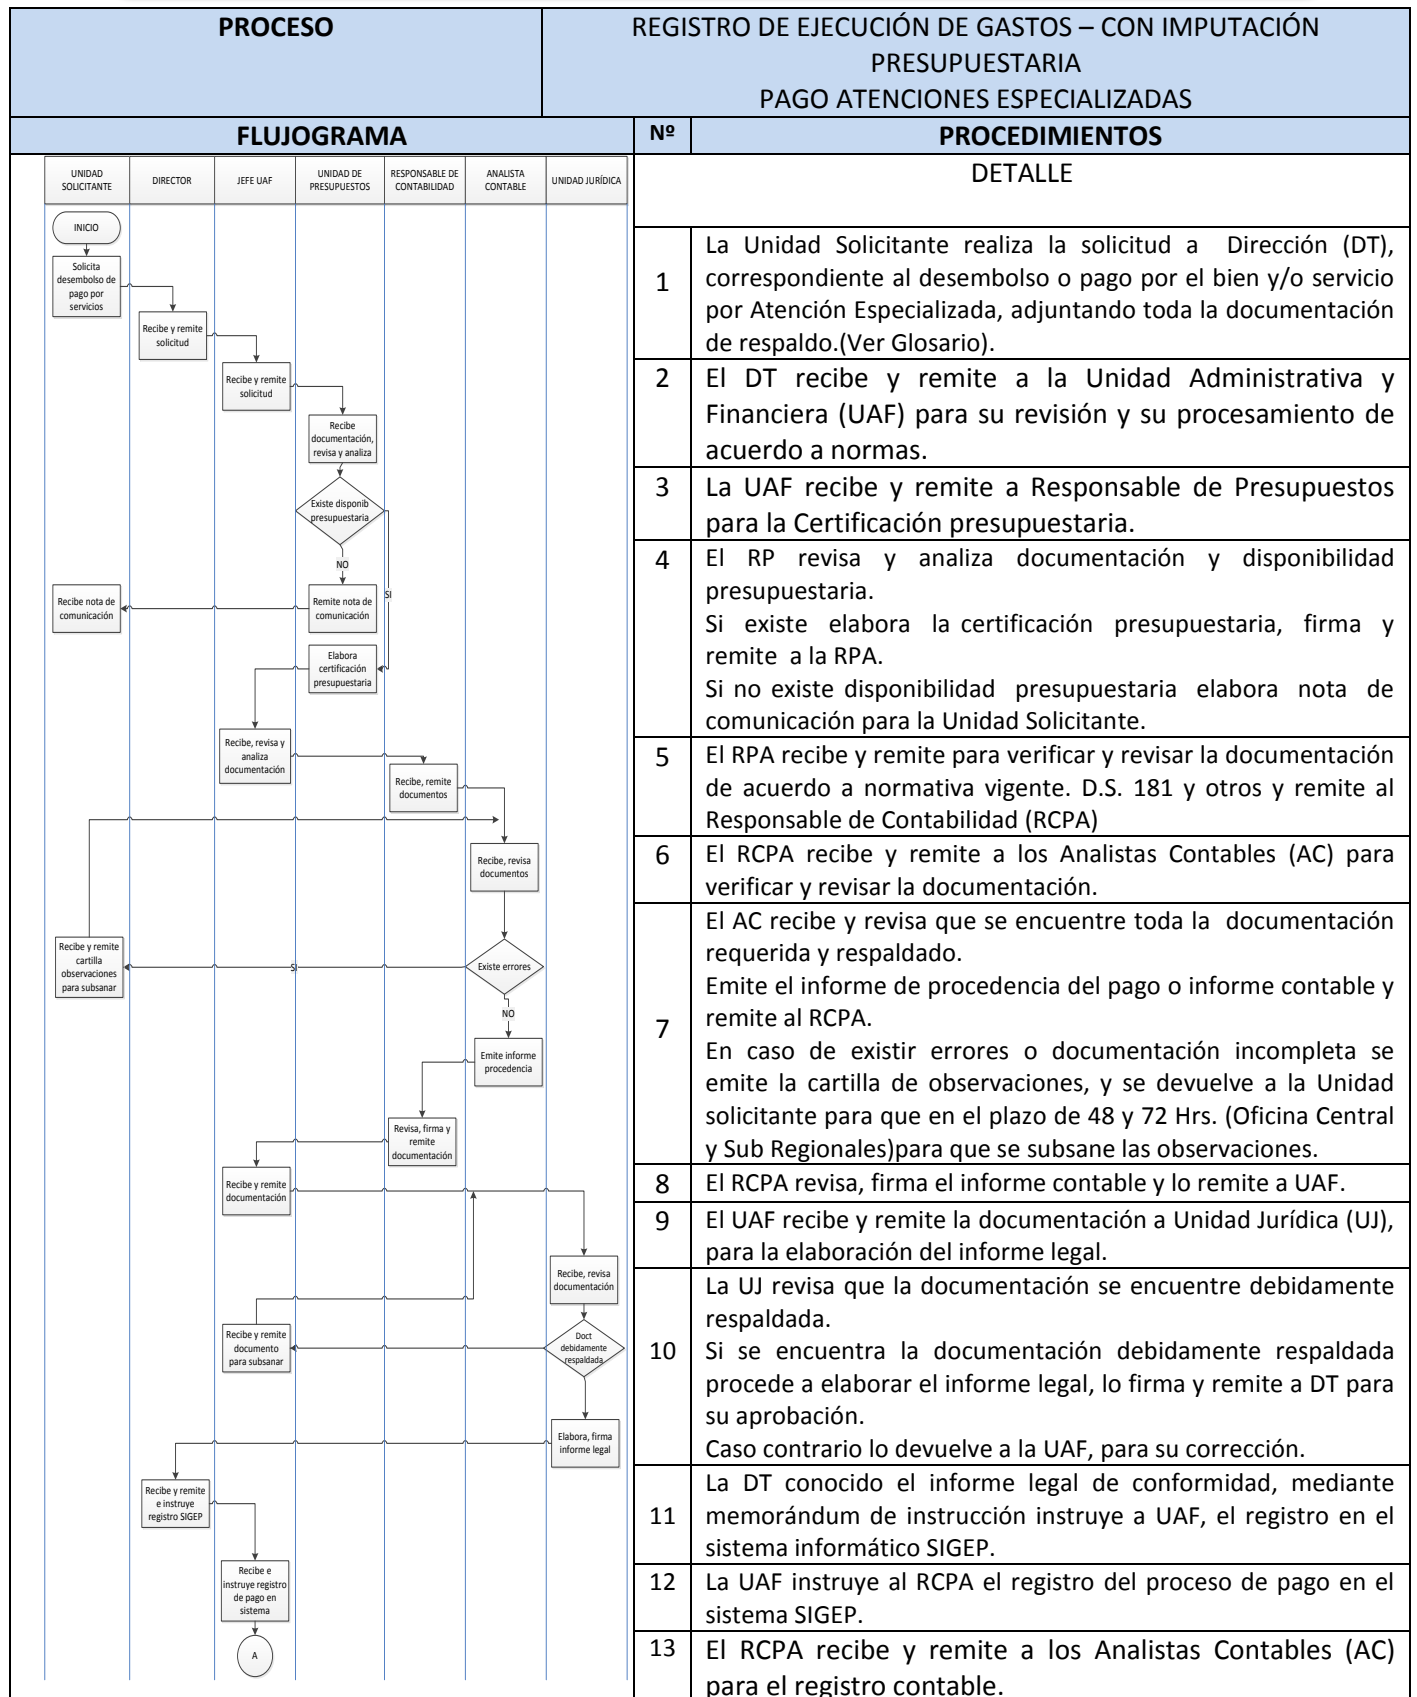 PROCESO
REGISTRO DE EJECUCIÓN DE GASTOS – CON IMPUTACIÓN
PRESUPUESTARIA
PAGO ATENCIONES ESPECIALIZADAS
FLUJOGRAMA
Nº
PROCEDIMIENTOS
UNIDAD
SOLICITANTE
DIRECTOR
JEFE UAF
UNIDAD DE
PRESUPUESTOS
RESPONSABLE DE
CONTABILIDAD
ANALISTA
CONTABLE
UNIDAD JURÍDICA
INICIO
Solicita
desembolso de
pago por
servicios
Recibe y remite
solicitud
Recibe y remite
solicitud
Recibe
documentación,
revisa y analiza
Existe disponib
presupuestaria
NO
SI
Remite nota de
comunicación
Recibe nota de
comunicación
Elabora
certificación
presupuestaria
Recibe, revisa y
analiza
documentación
Recibe, remite
documentos
Recibe, revisa
documentos
Existe errores
SI
Recibe y remite
cartilla
observaciones
para subsanar
NO
Emite informe
procedencia
Revisa, firma y
remite
documentación
Recibe y remite
documentación
Recibe, revisa
documentación
Doct
debidamente
respaldada
Recibe y remite
documento
para subsanar
Elabora, firma
informe legal
Recibe y remite
e instruye
registro SIGEP
Recibe e
instruye registro
de pago en
sistema
A
DETALLE
1
La Unidad Solicitante realiza la solicitud a Dirección (DT),
correspondiente al desembolso o pago por el bien y/o servicio
por Atención Especializada, adjuntando toda la documentación
de respaldo.(Ver Glosario).
2
El DT recibe y remite a la Unidad Administrativa y
Financiera (UAF) para su revisión y su procesamiento de
acuerdo a normas.
3
La UAF recibe y remite a Responsable de Presupuestos
para la Certificación presupuestaria.
4
El RP revisa y analiza documentación y disponibilidad
presupuestaria.
Si existe elabora la certificación presupuestaria, firma y
remite a la RPA.
Si no existe disponibilidad presupuestaria elabora nota de
comunicación para la Unidad Solicitante.
5
El RPA recibe y remite para verificar y revisar la documentación
de acuerdo a normativa vigente. D.S. 181 y otros y remite al
Responsable de Contabilidad (RCPA)
6
El RCPA recibe y remite a los Analistas Contables (AC) para
verificar y revisar la documentación.
7
El AC recibe y revisa que se encuentre toda la documentación
requerida y respaldado.
Emite el informe de procedencia del pago o informe contable y
remite al RCPA.
En caso de existir errores o documentación incompleta se
emite la cartilla de observaciones, y se devuelve a la Unidad
solicitante para que en el plazo de 48 y 72 Hrs. (Oficina Central
y Sub Regionales)para que se subsane las observaciones.
8
El RCPA revisa, firma el informe contable y lo remite a UAF.
9
El UAF recibe y remite la documentación a Unidad Jurídica (UJ),
para la elaboración del informe legal.
10
La UJ revisa que la documentación se encuentre debidamente
respaldada.
Si se encuentra la documentación debidamente respaldada
procede a elaborar el informe legal, lo firma y remite a DT para
su aprobación.
Caso contrario lo devuelve a la UAF, para su corrección.
11
La DT conocido el informe legal de conformidad, mediante
memorándum de instrucción instruye a UAF, el registro en el
sistema informático SIGEP.
12
La UAF instruye al RCPA el registro del proceso de pago en el
sistema SIGEP.
13
El RCPA recibe y remite a los Analistas Contables (AC)
para el registro contable.